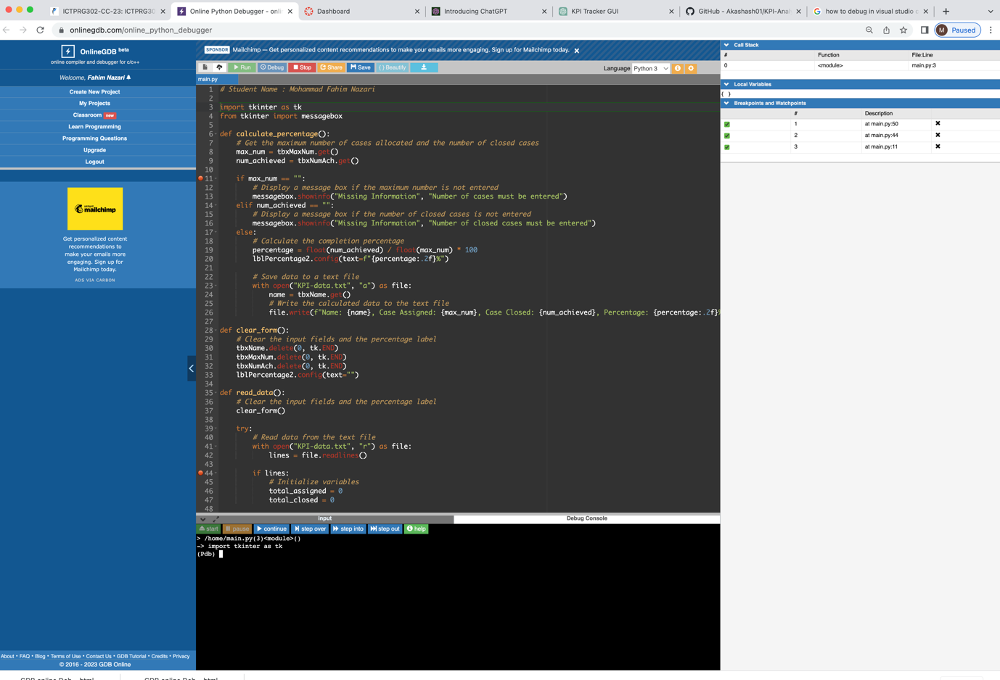 ICTPRG302-CC-23: ICTPRG30
Online Python Debugger - onli
Dashboard
Introducing ChatGPT
KPI Tracker GUI
GitHub - Akashash01/KPI-Anal
how to debug in visual studio c
onlinegdb.com/online_python_debugger
M Paused
OnlineGDB beta
online compiler and debugger for c/c++
Welcome, Fahim Nazari
Create New Project
My Projects
Classroom new
Learn Programming
Programming Questions
Upgrade
Logout
intuit
mailchimp
Get personalized content
recommendations to
make your emails more
engaging. Sign up for
Mailchimp today.
ADS VIA CARBON
About • FAQ • Blog • Terms of Use • Contact Us • GDB Tutorial • Credits • Privacy
© 2016 - 2023 GDB Online
SPONSOR Mailchimp — Get personalized content recommendations to make your emails more engaging. Sign up for Mailchimp today.
Run Debug Stop Share Save { } Beautify
Language Python 3
main.py
1 # Student Name : Mohammad Fahim Nazari
2
3 import tkinter as tk
4 from tkinter import messagebox
5
6 def calculate_percentage():
7 # Get the maximum number of cases allocated and the number of closed cases
8 max_num = tbxMaxNum.get()
9 num_achieved = tbxNumAch.get()
10
11 if max_num == "":
12 # Display a message box if the maximum number is not entered
13 messagebox.showinfo("Missing Information", "Number of cases must be entered")
14 elif num_achieved == "":
15 # Display a message box if the number of closed cases is not entered
16 messagebox.showinfo("Missing Information", "Number of closed cases must be entered")
17 else:
18 # Calculate the completion percentage
19 percentage = float(num_achieved) / float(max_num) * 100
20 lblPercentage2.config(text=f"{percentage:.2f}%")
21
22 # Save data to a text file
23 with open("KPI-data.txt", "a") as file:
24 name = tbxName.get()
25 # Write the calculated data to the text file
26 file.write(f"Name: {name}, Case Assigned: {max_num}, Case Closed: {num_achieved}, Percentage: {percentage:.2f}%
27
28 def clear_form():
29 # Clear the input fields and the percentage label
30 tbxName.delete(0, tk.END)
31 tbxMaxNum.delete(0, tk.END)
32 tbxNumAch.delete(0, tk.END)
33 lblPercentage2.config(text="")
34
35 def read_data():
36 # Clear the input fields and the percentage label
37 clear_form()
38
39 try:
40 # Read data from the text file
41 with open("KPI-data.txt", "r") as file:
42 lines = file.readlines()
43
44 if lines:
45 # Initialize variables
46 total_assigned = 0
47 total_closed = 0
48
input
Debug Console
start pause continue step over step into step out help
> /home/main.py(3)<module>()
-> import tkinter as tk
(Pdb)
Call Stack
# Function File:Line
0 <module> main.py:3
Local Variables
{ }
Breakpoints and Watchpoints
# Description
1 at main.py:50
2 at main.py:44
3 at main.py:11